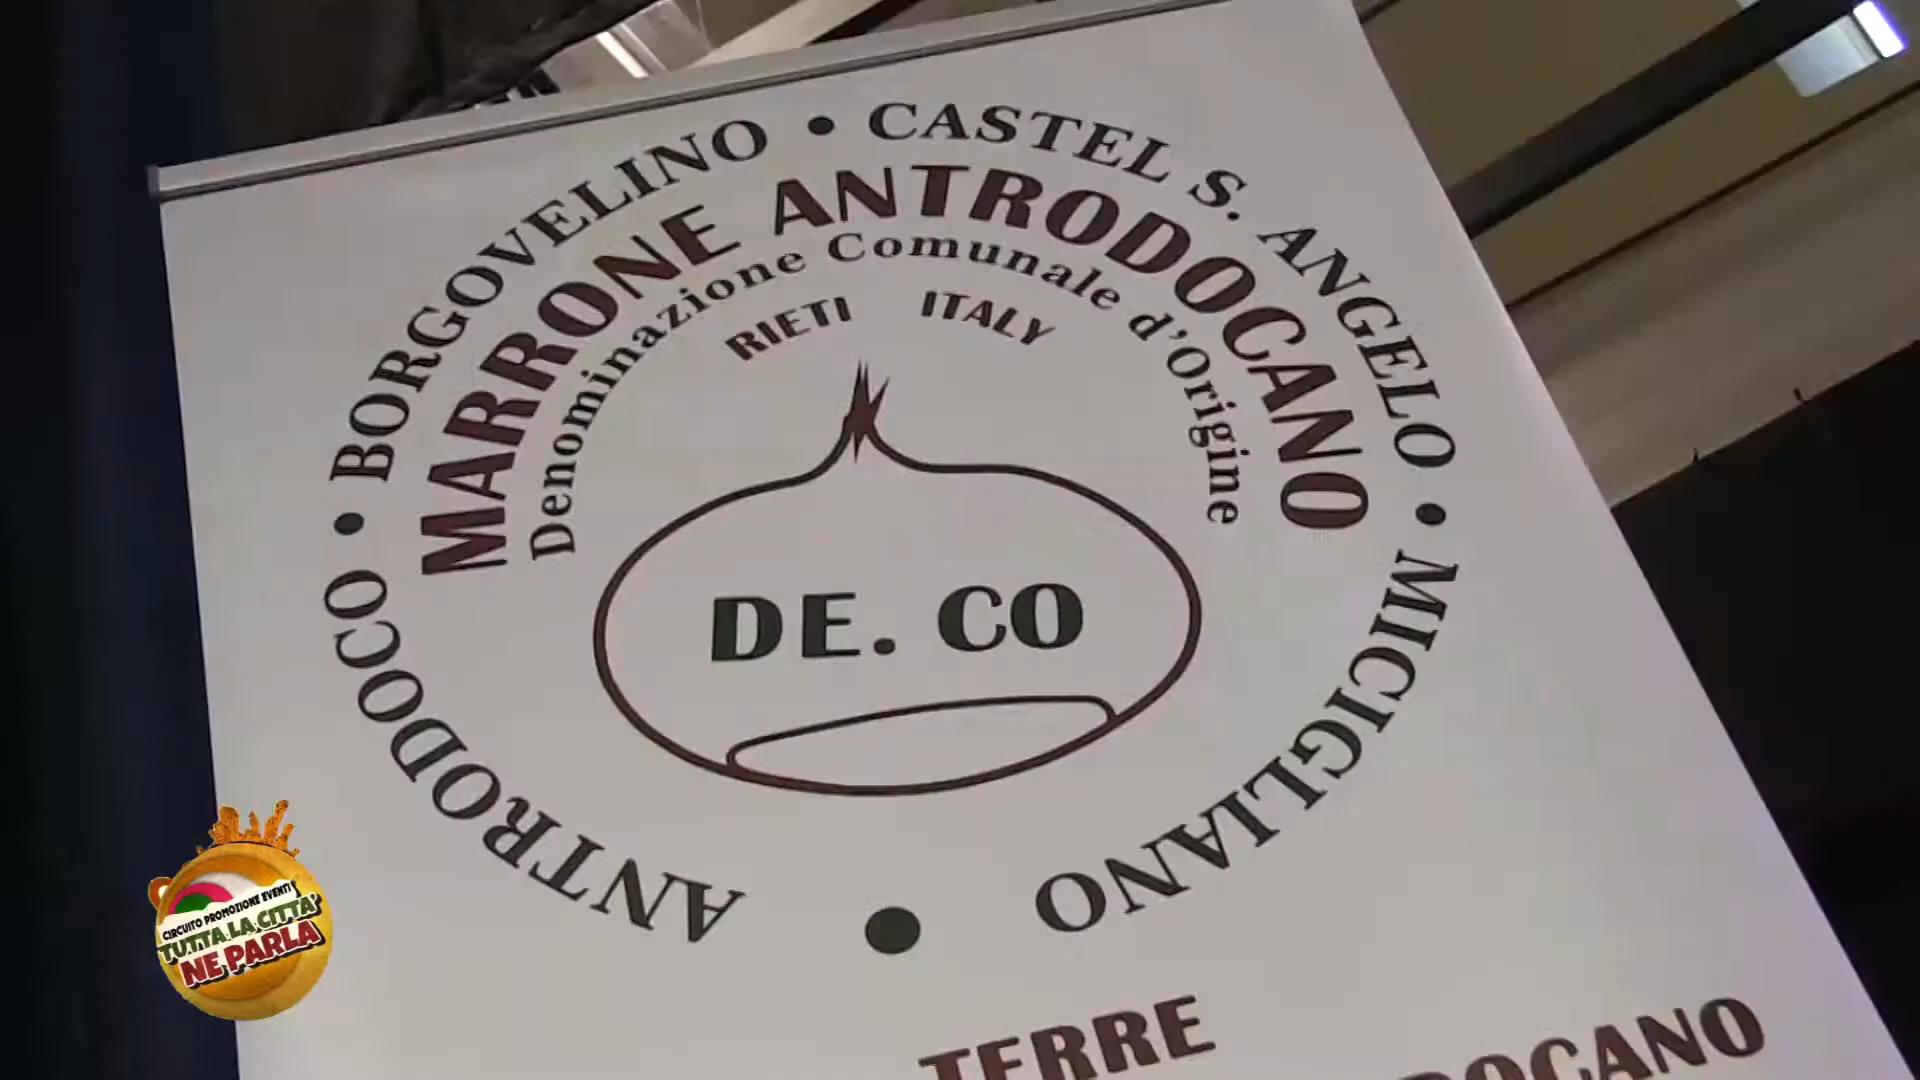 ANTRODOCO • BORGOVELINO • CASTEL S. ANGELO • MICIGLIANO •
MARRONE ANTRODOCANO
Denominazione Comunale d'Origine
RIETI ITALY
DE. CO
TERRE
CIRCUITO PROMOZIONE EVENTI
TUTTA LA CITTA'
NE PARLA